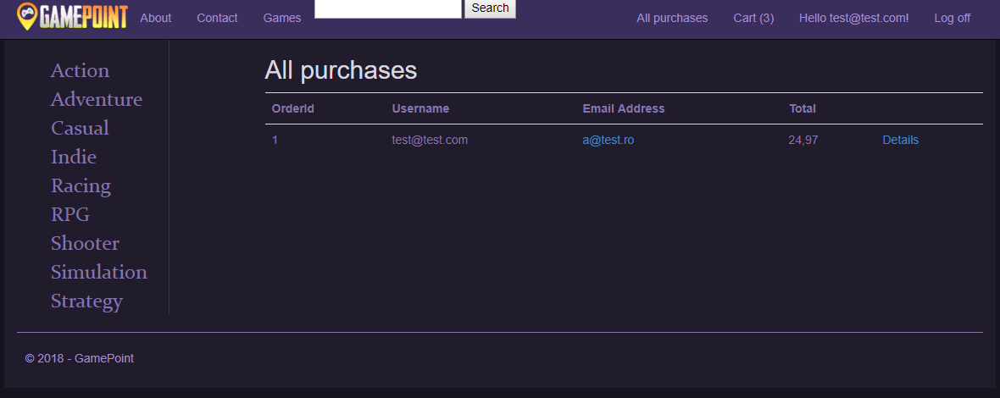 GAMEPOINT About Contact Games Search All purchases Cart (3) Hello test@test.com! Log off
Action
Adventure
Casual
Indie
Racing
RPG
Shooter
Simulation
Strategy
All purchases
OrderId Username Email Address Total
1 test@test.com a@test.ro 24,97 Details
© 2018 - GamePoint